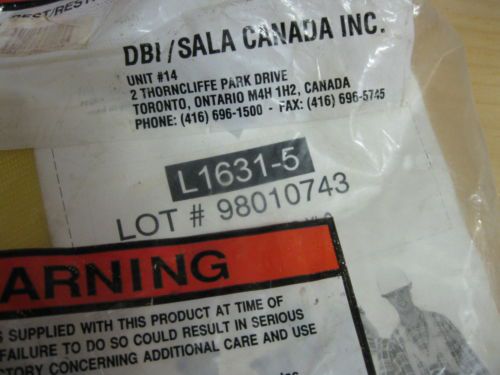 DBI/SALA CANADA INC.
UNIT #14
2 THORNCLIFFE PARK DRIVE
TORONTO, ONTARIO M4H 1H2, CANADA
PHONE: (416) 696-1500 - FAX: (416) 696-5745
L1631-5
LOT # 98010743
ARNING
SUPPLIED WITH THIS PRODUCT AT TIME OF
FAILURE TO DO SO COULD RESULT IN SERIOUS
TORY CONCERNING ADDITIONAL CARE AND USE